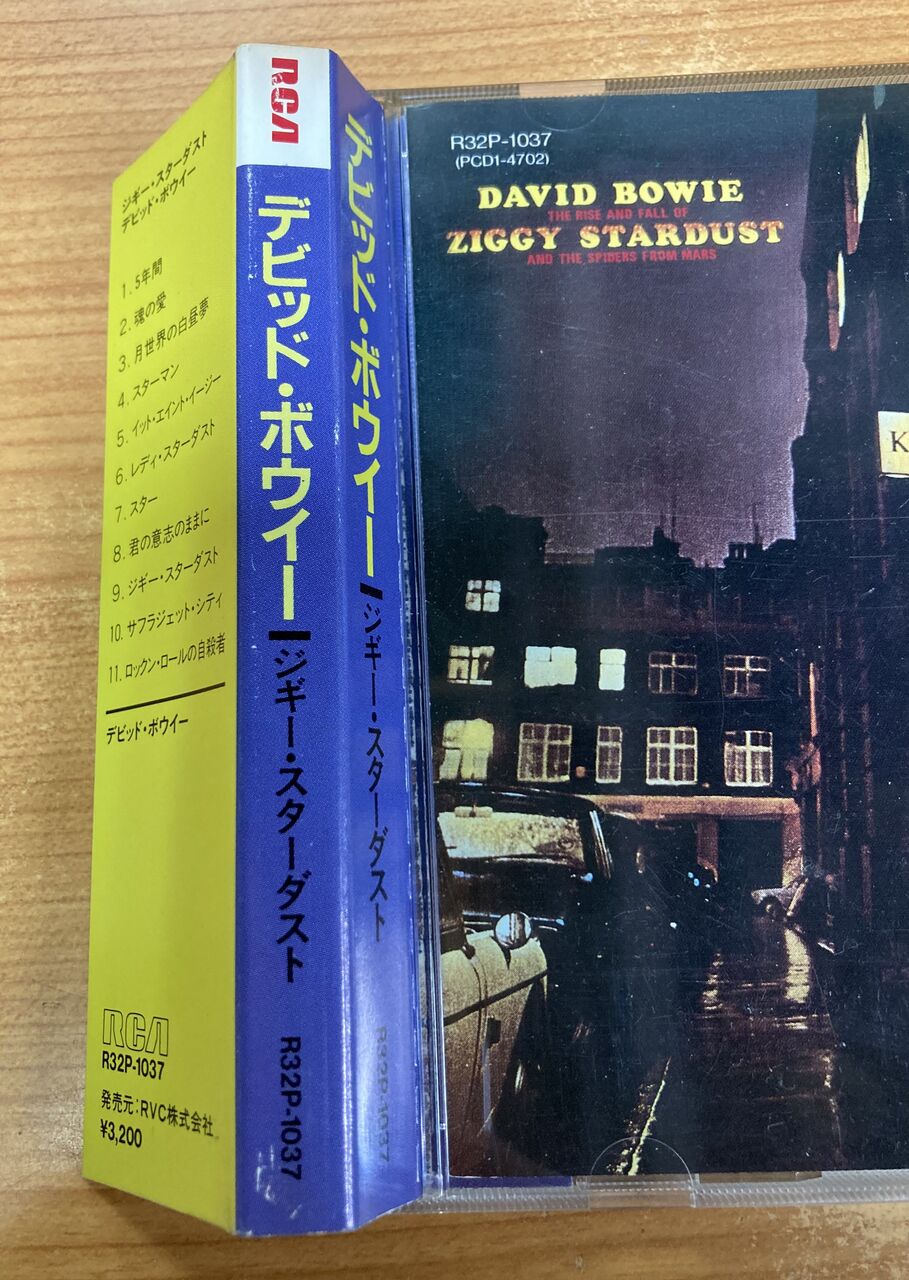 ジギー・スターダスト
デビッド・ボウイー
1. 5年間
2. 魂の愛
3. 月世界の白昼夢
4. スターマン
5. イット・エイント・イージー
6. レディ・スターダスト
7. スター
8. 君の意志のままに
9. ジギー・スターダスト
10. サフラジェット・シティ
11. ロックン・ロールの自殺者
デビッド・ボウイー
RCA
R32P-1037
発売元:RVC株式会社
¥3,200
RCA
デビッド・ボウイー/ジギー・スターダスト R32P-1037
デビッド・ボウイー/ジギー・スターダスト R32P-1037
R32P-1037
(PCD1-4702)
DAVID BOWIE
THE RISE AND FALL OF
ZIGGY STARDUST
AND THE SPIDERS FROM MARS
K